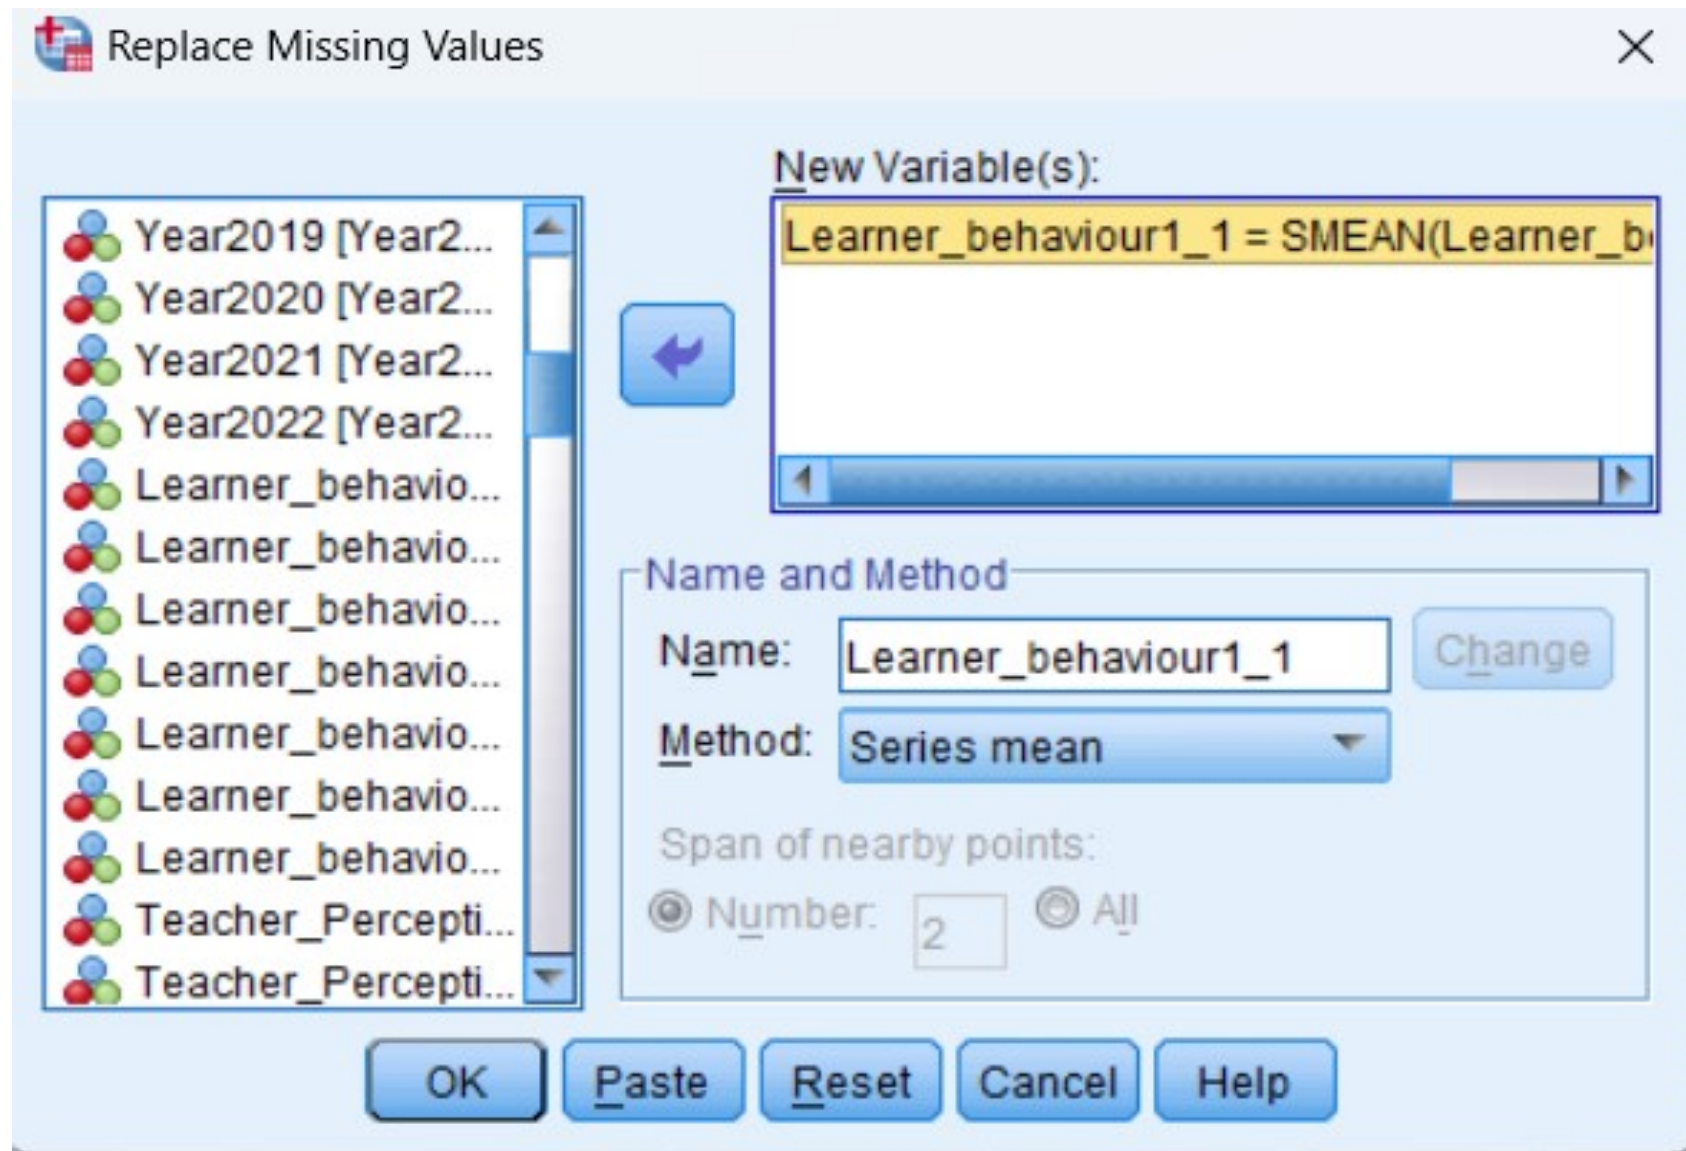 Replace Missing Values
New Variable(s):
Year2019 [Year2...
Year2020 [Year2...
Year2021 [Year2...
Year2022 [Year2...
Learner_behavio...
Learner_behavio...
Learner_behavio...
Learner_behavio...
Learner_behavio...
Learner_behavio...
Learner_behavio...
Teacher_Percepti...
Teacher_Percepti...
Learner_behaviour1_1 = SMEAN(Learner_b
Name and Method
Name: Learner_behaviour1_1 Change
Method: Series mean
Span of nearby points:
Number: 2 All
OK Paste Reset Cancel Help